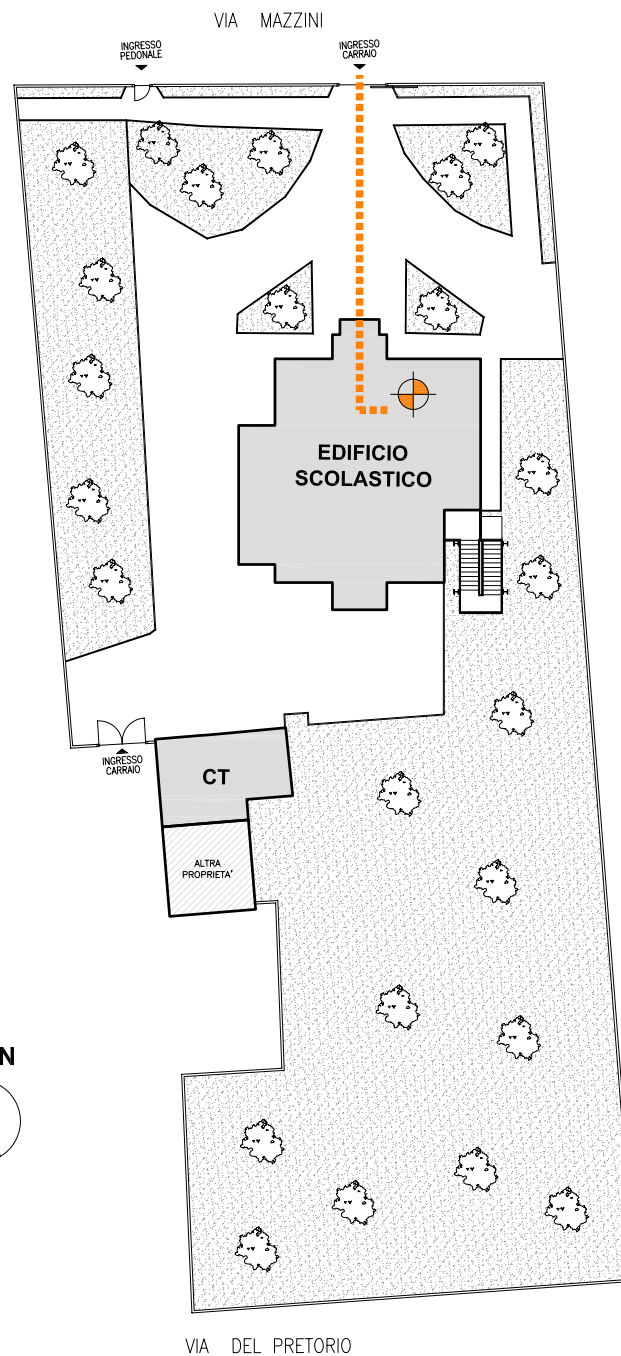 VIA MAZZINI
INGRESSO
PEDONALE
INGRESSO
CARRAIO
EDIFICIO
SCOLASTICO
INGRESSO
CARRAIO
CT
ALTRA
PROPRIETA'
N
VIA DEL PRETORIO